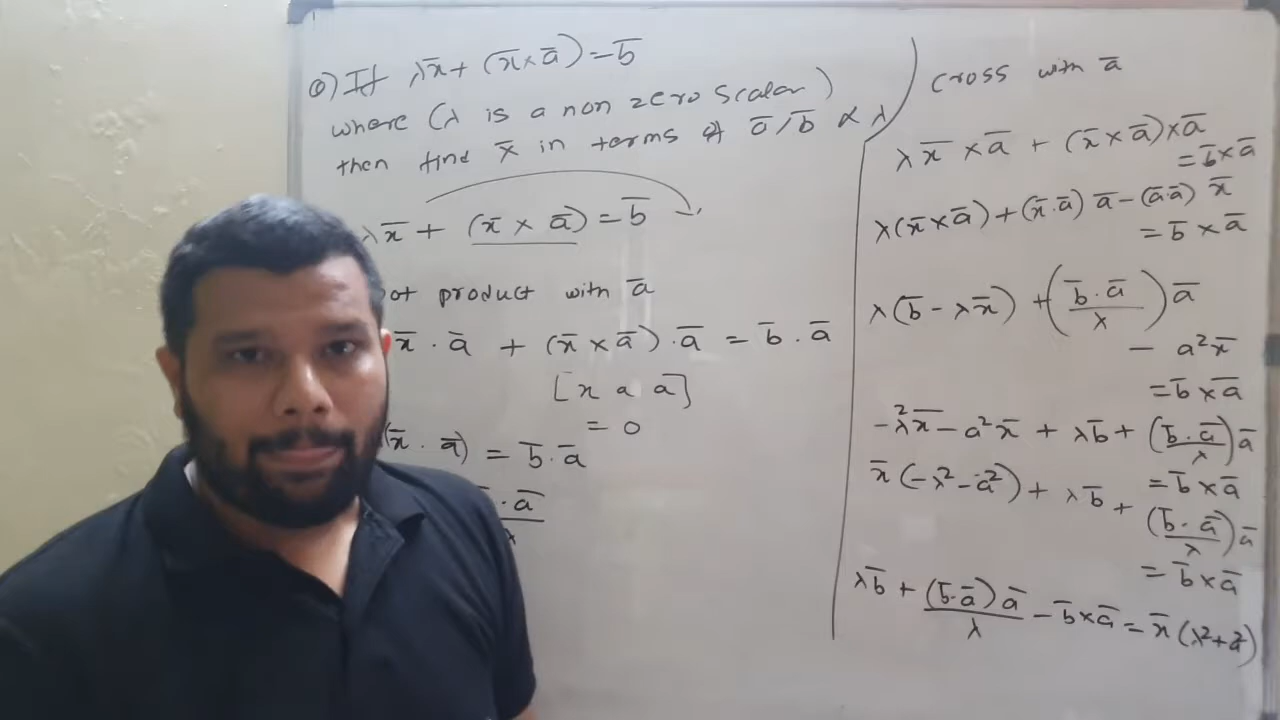 Q) If λx̄ + (x̄ × ā) = b̄
where (λ is a non zero scalar)
then find x̄ in terms of ā/b̄ ∝ λ
λx̄ + (x̄ × ā) = b̄
ot product with ā
x̄ · ā + (x̄ × ā) · ā = b̄ · ā
[x a ā]
= 0
(x̄ · ā) = b̄ · ā
· ā
cross with ā
λ x̄ × ā + (x̄ × ā) × ā
= b̄ × ā
λ(x̄ × ā) + (x̄ · ā) ā − (ā·ā) x̄
= b̄ × ā
λ(b̄ − λx̄) + (b̄ · ā / λ) ā
− a²x̄
= b̄ × ā
−λ²x̄ − a²x̄ + λb̄ + (b̄ · ā / λ) ā
= b̄ × ā
x̄(−λ² − a²) + λb̄ + (b̄ · ā / λ) ā
= b̄ × ā
λb̄ + (b̄·ā) ā / λ − b̄ × ā = x̄(λ² + a²)